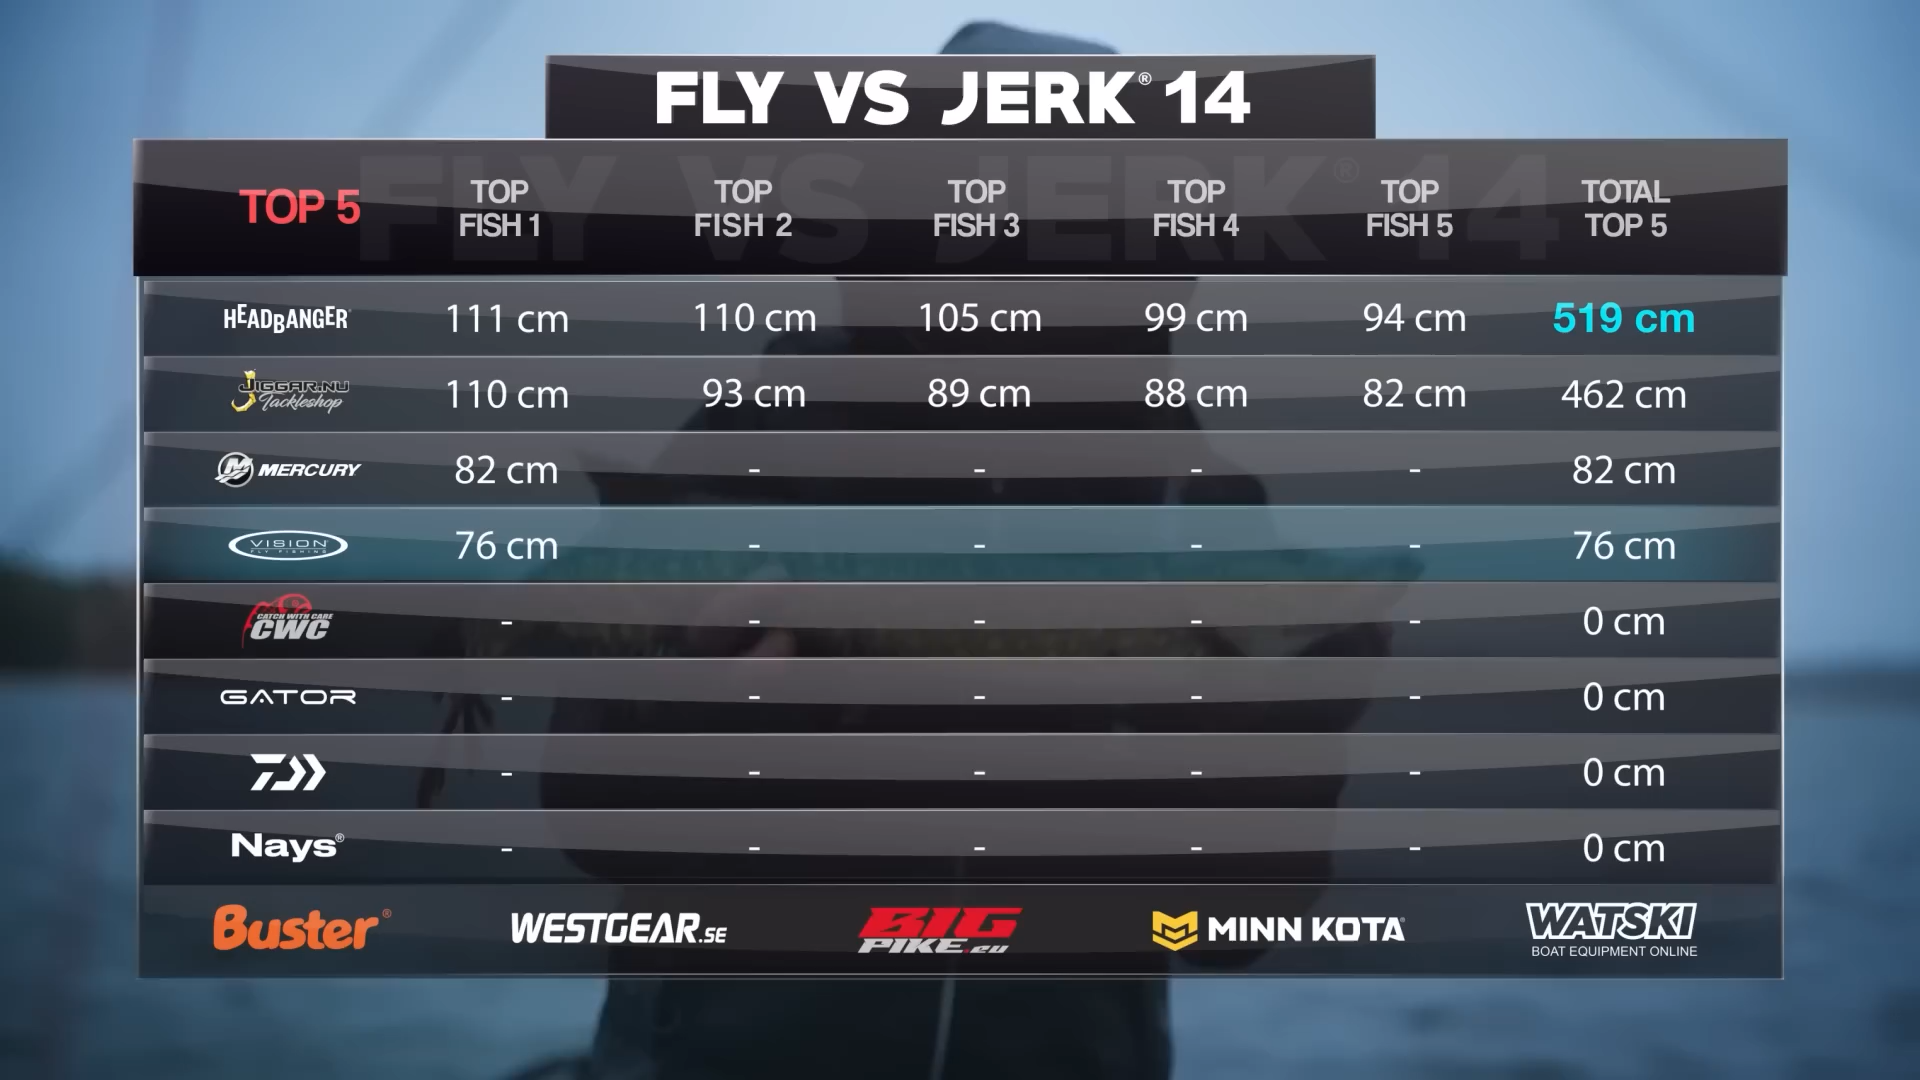 FLY VS JERK® 14
TOP 5 TOP FISH 1 TOP FISH 2 TOP FISH 3 TOP FISH 4 TOP FISH 5 TOTAL TOP 5
HEADBANGER 111 cm 110 cm 105 cm 99 cm 94 cm 519 cm
JIGGAR.NU Tackleshop 110 cm 93 cm 89 cm 88 cm 82 cm 462 cm
MERCURY 82 cm - - - - 82 cm
VISION FLY FISHING 76 cm - - - - 76 cm
CATCH WITH CARE CWC - - - - - 0 cm
GATOR - - - - - 0 cm
- - - - - 0 cm
Nays® - - - - - 0 cm
Buster® WESTGEAR.SE BIG PIKE.eu MINN KOTA® WATSKI
BOAT EQUIPMENT ONLINE